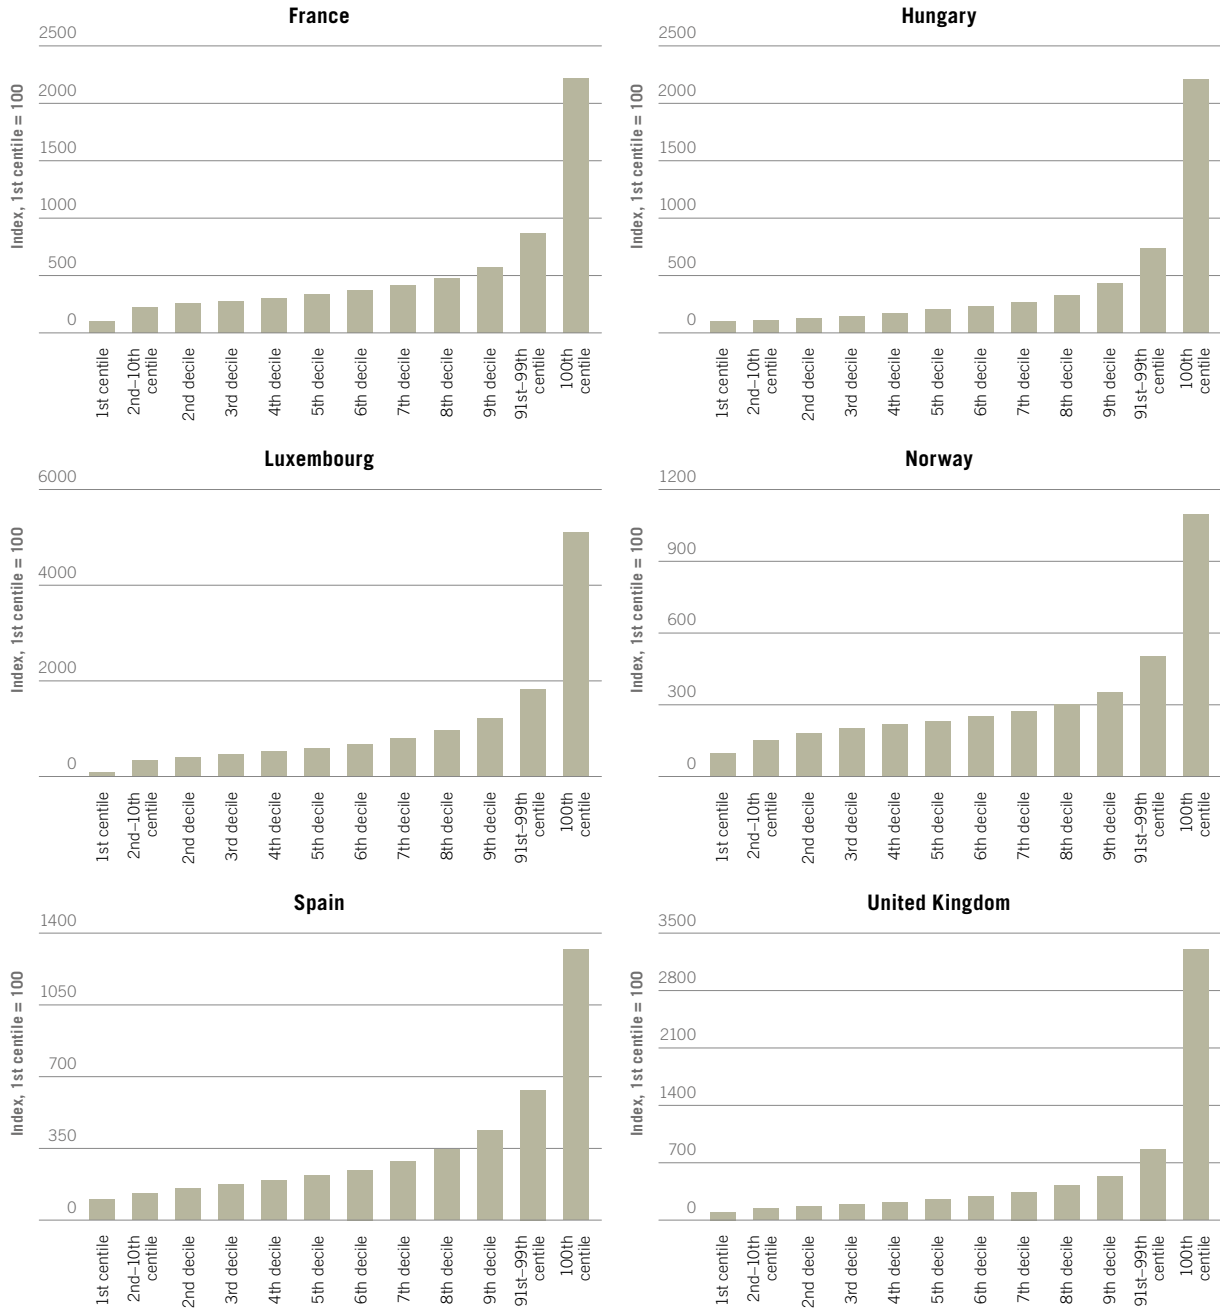 France
Index, 1st centile = 100
2500
2000
1500
1000
500
0
1st centile
2nd–10th
centile
2nd decile
3rd decile
4th decile
5th decile
6th decile
7th decile
8th decile
9th decile
91st–99th
centile
100th
centile
Hungary
Index, 1st centile = 100
2500
2000
1500
1000
500
0
1st centile
2nd–10th
centile
2nd decile
3rd decile
4th decile
5th decile
6th decile
7th decile
8th decile
9th decile
91st–99th
centile
100th
centile
Luxembourg
Index, 1st centile = 100
6000
4000
2000
0
1st centile
2nd–10th
centile
2nd decile
3rd decile
4th decile
5th decile
6th decile
7th decile
8th decile
9th decile
91st–99th
centile
100th
centile
Norway
Index, 1st centile = 100
1200
900
600
300
0
1st centile
2nd–10th
centile
2nd decile
3rd decile
4th decile
5th decile
6th decile
7th decile
8th decile
9th decile
91st–99th
centile
100th
centile
Spain
Index, 1st centile = 100
1400
1050
700
350
0
1st centile
2nd–10th
centile
2nd decile
3rd decile
4th decile
5th decile
6th decile
7th decile
8th decile
9th decile
91st–99th
centile
100th
centile
United Kingdom
Index, 1st centile = 100
3500
2800
2100
1400
700
0
1st centile
2nd–10th
centile
2nd decile
3rd decile
4th decile
5th decile
6th decile
7th decile
8th decile
9th decile
91st–99th
centile
100th
centile